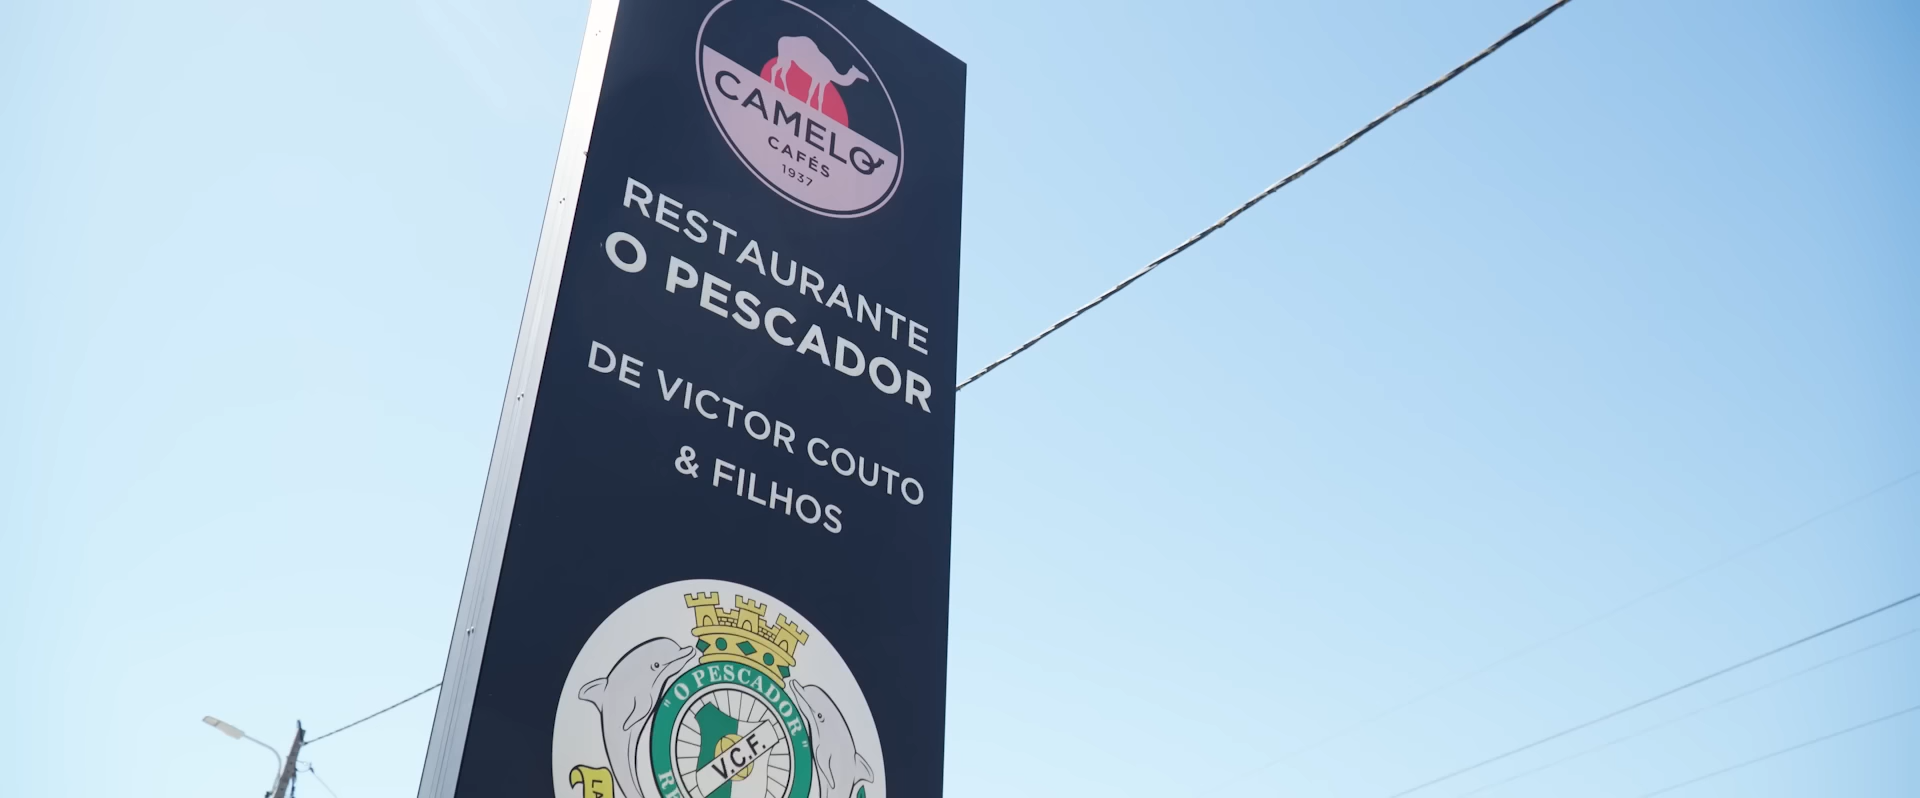 CAMELO
CAFÉS
1937
RESTAURANTE
O PESCADOR
DE VICTOR COUTO
& FILHOS
"O PESCADOR"
V.C.F.